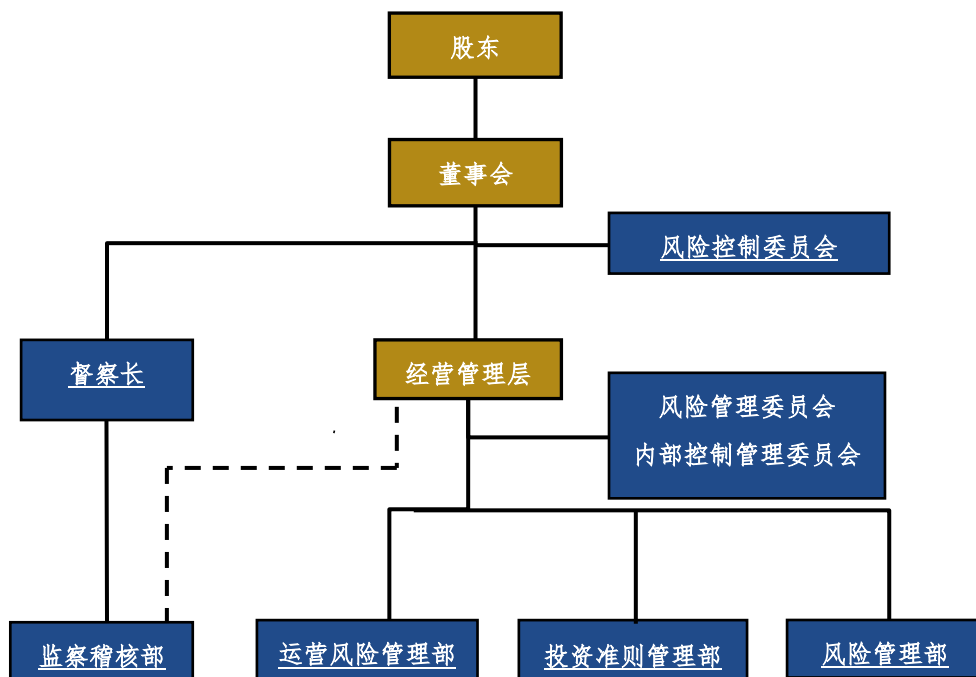 股东
董事会
风险控制委员会
督察长
经营管理层
风险管理委员会
内部控制管理委员会
监察稽核部
运营风险管理部
投资准则管理部
风险管理部